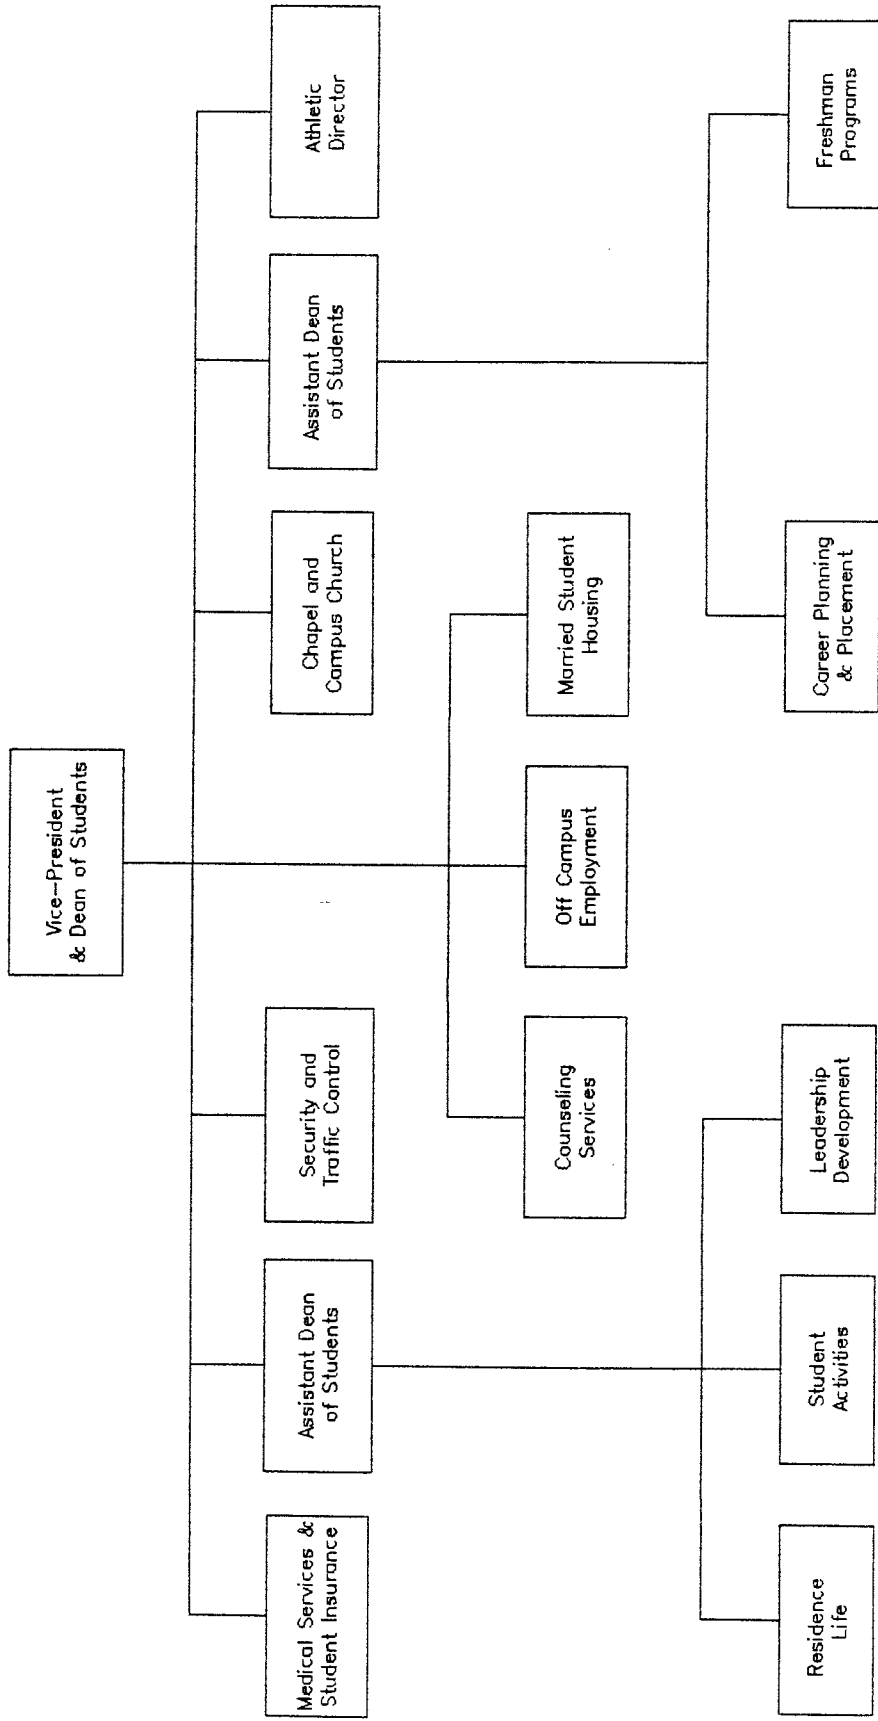 Vice-President
& Dean of Students
Medical Services &
Student Insurance
Assistant Dean
of Students
Security and
Traffic Control
Chapel and
Campus Church
Assistant Dean
of Students
Athletic
Director
Counseling
Services
Off Campus
Employment
Married Student
Housing
Residence
Life
Student
Activities
Leadership
Development
Career Planning
& Placement
Freshman
Programs